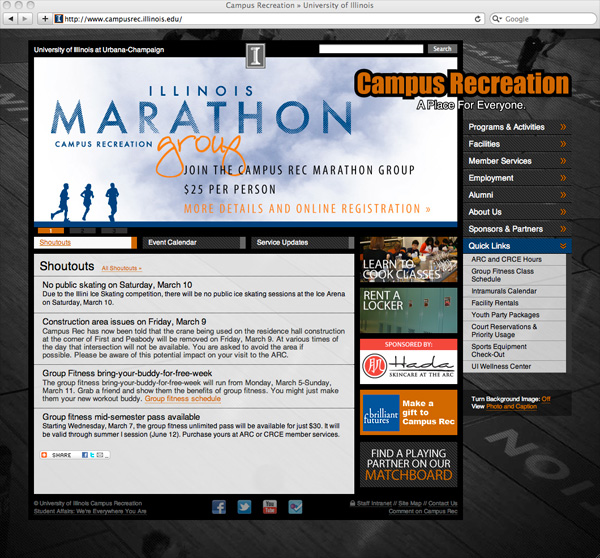 Campus Recreation » University of Illinois
http://www.campusrec.illinois.edu/
Google
University of Illinois at Urbana-Champaign
I
Search
Campus Recreation
A Place For Everyone.
ILLINOIS
MARATHON
CAMPUS RECREATION group
JOIN THE CAMPUS REC MARATHON GROUP
$25 PER PERSON
MORE DETAILS AND ONLINE REGISTRATION »
1
Programs & Activities »
Facilities »
Member Services »
Employment »
Alumni »
About Us »
Sponsors & Partners »
Quick Links
ARC and CRCE Hours
Group Fitness Class
Schedule
Intramurals Calendar
Facility Rentals
Youth Party Packages
Court Reservations &
Priority Usage
Sports Equipment
Check-Out
UI Wellness Center
Turn Background Image: Off
View Photo and Caption
Shoutouts
Event Calendar
Service Updates
Shoutouts All Shoutouts »
No public skating on Saturday, March 10
Due to the Illini Ice Skating competition, there will be no public ice skating sessions at the Ice Arena
on Saturday, March 10.
Construction area issues on Friday, March 9
Campus Rec has now been told that the crane being used on the residence hall construction
at the corner of First and Peabody will be removed on Friday, March 9. At various times of
the day that intersection will not be available. You are asked to avoid the area if
possible. Please be aware of this potential impact on your visit to the ARC.
Group Fitness bring-your-buddy-for-free-week
The group fitness bring-your-buddy-for-free-week will run from Monday, March 5-Sunday,
March 11. Grab a friend and show them the benefits of group fitness. You might just make
them your new workout buddy. Group fitness schedule
Group fitness mid-semester pass available
Starting Wednesday, March 7, the group fitness unlimited pass will be available for just $30. It will
be valid through summer I session (June 12). Purchase yours at ARC or CRCE member services.
SHARE
LEARN TO
COOK CLASSES
RENT A
LOCKER
SPONSORED BY:
Hada
SKINCARE AT THE ARC
brilliant
futures
Make a
gift to
Campus Rec
FIND A PLAYING
PARTNER ON OUR
MATCHBOARD
© University of Illinois Campus Recreation
Student Affairs: We're Everywhere You Are
You
Tube
Staff Intranet // Site Map // Contact Us
Comment on Campus Rec